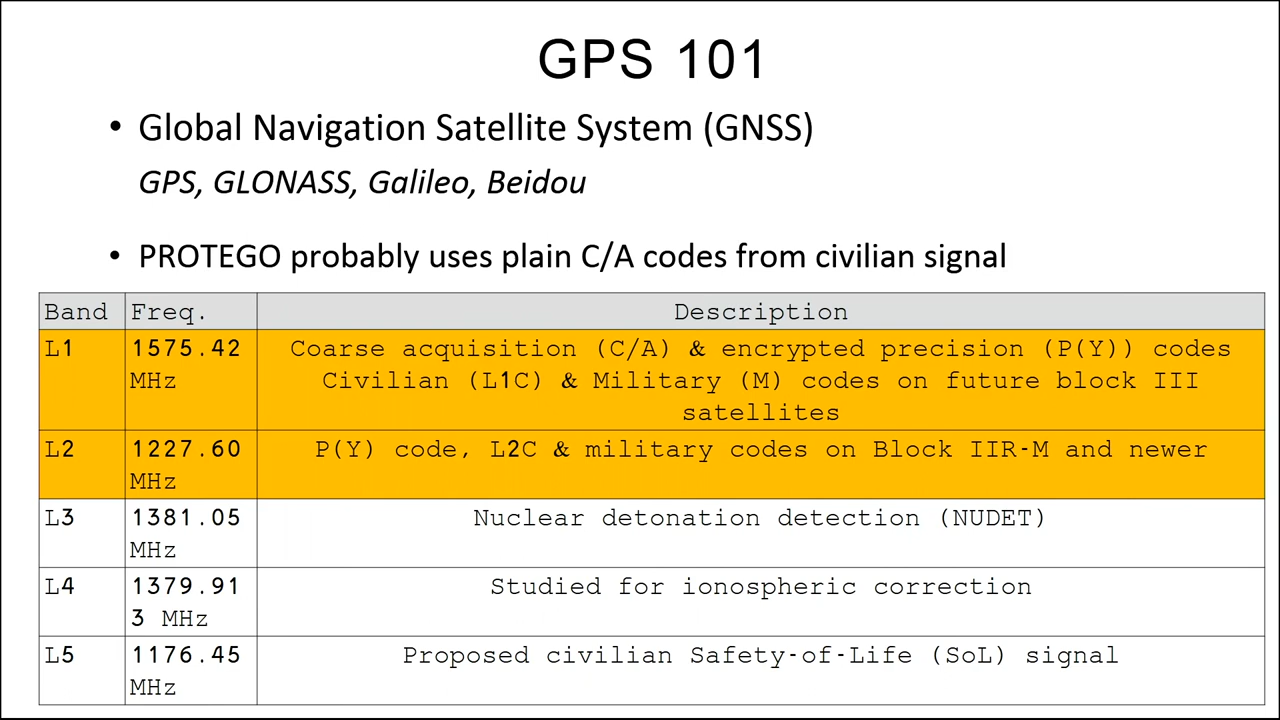 GPS 101
• Global Navigation Satellite System (GNSS)
GPS, GLONASS, Galileo, Beidou
• PROTEGO probably uses plain C/A codes from civilian signal
Band Freq. Description
L1 1575.42 MHz Coarse acquisition (C/A) & encrypted precision (P(Y)) codes
Civilian (L1C) & Military (M) codes on future block III
satellites
L2 1227.60 MHz P(Y) code, L2C & military codes on Block IIR-M and newer
L3 1381.05 MHz Nuclear detonation detection (NUDET)
L4 1379.913 MHz Studied for ionospheric correction
L5 1176.45 MHz Proposed civilian Safety-of-Life (SoL) signal